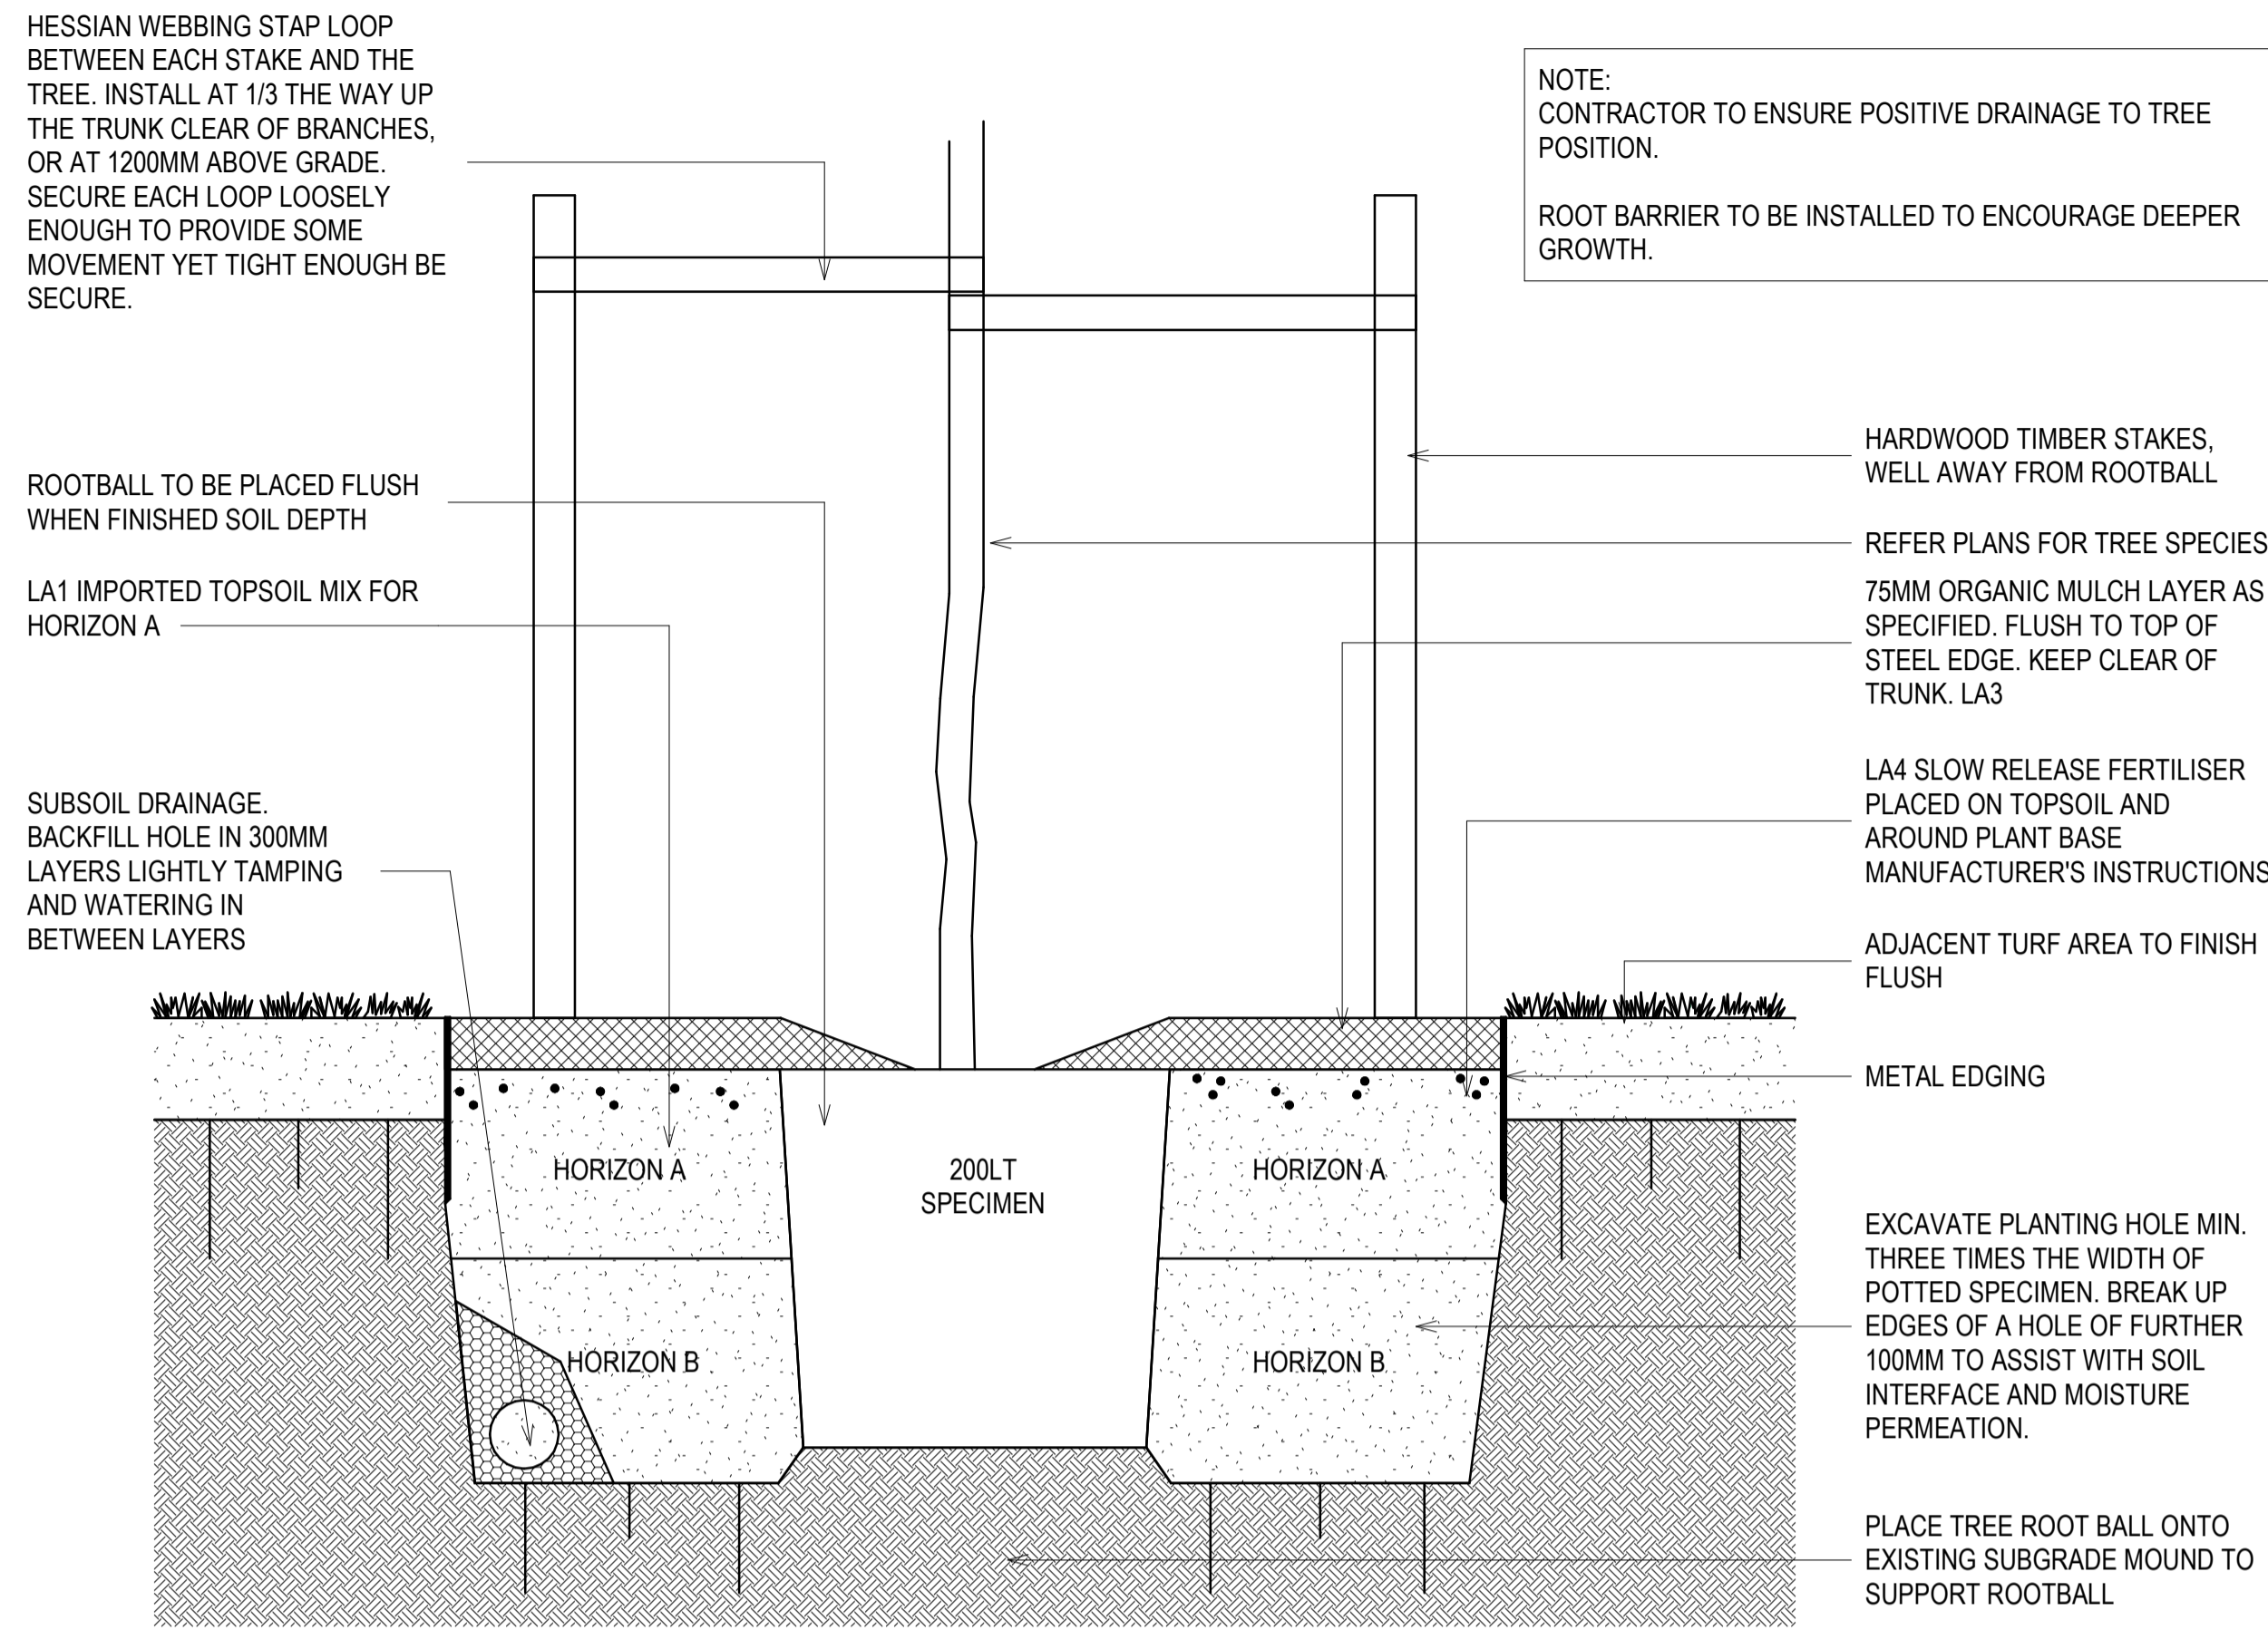 HESSIAN WEBBING STAP LOOP
BETWEEN EACH STAKE AND THE
TREE. INSTALL AT 1/3 THE WAY UP
THE TRUNK CLEAR OF BRANCHES,
OR AT 1200MM ABOVE GRADE.
SECURE EACH LOOP LOOSELY
ENOUGH TO PROVIDE SOME
MOVEMENT YET TIGHT ENOUGH BE
SECURE.
ROOTBALL TO BE PLACED FLUSH
WHEN FINISHED SOIL DEPTH
LA1 IMPORTED TOPSOIL MIX FOR
HORIZON A
SUBSOIL DRAINAGE.
BACKFILL HOLE IN 300MM
LAYERS LIGHTLY TAMPING
AND WATERING IN
BETWEEN LAYERS
HORIZON A
HORIZON B
200LT
SPECIMEN
HORIZON A
HORIZON B
NOTE:
CONTRACTOR TO ENSURE POSITIVE DRAINAGE TO TREE
POSITION.
ROOT BARRIER TO BE INSTALLED TO ENCOURAGE DEEPER
GROWTH.
HARDWOOD TIMBER STAKES,
WELL AWAY FROM ROOTBALL
REFER PLANS FOR TREE SPECIES
75MM ORGANIC MULCH LAYER AS
SPECIFIED. FLUSH TO TOP OF
STEEL EDGE. KEEP CLEAR OF
TRUNK. LA3
LA4 SLOW RELEASE FERTILISER
PLACED ON TOPSOIL AND
AROUND PLANT BASE
MANUFACTURER'S INSTRUCTIONS
ADJACENT TURF AREA TO FINISH
FLUSH
METAL EDGING
EXCAVATE PLANTING HOLE MIN.
THREE TIMES THE WIDTH OF
POTTED SPECIMEN. BREAK UP
EDGES OF A HOLE OF FURTHER
100MM TO ASSIST WITH SOIL
INTERFACE AND MOISTURE
PERMEATION.
PLACE TREE ROOT BALL ONTO
EXISTING SUBGRADE MOUND TO
SUPPORT ROOTBALL